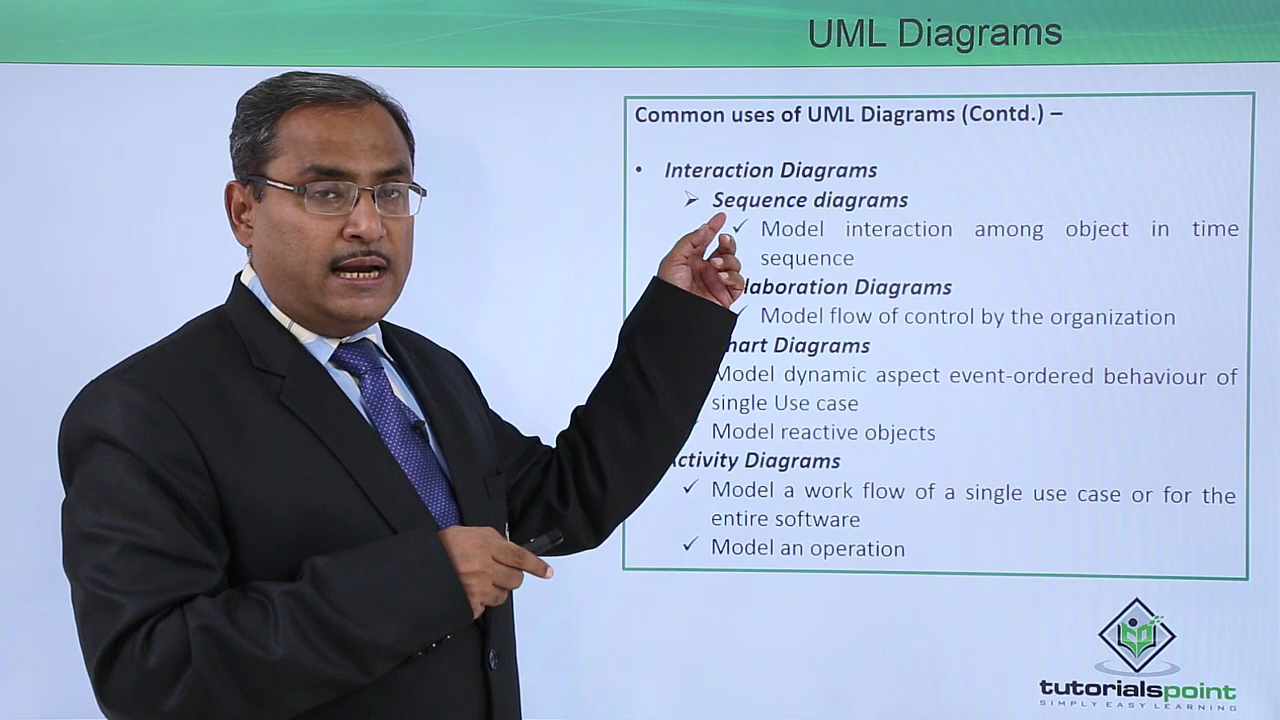 UML Diagrams
Common uses of UML Diagrams (Contd.) –
• Interaction Diagrams
➢ Sequence diagrams
✓ Model interaction among object in time
sequence
laboration Diagrams
✓ Model flow of control by the organization
hart Diagrams
Model dynamic aspect event-ordered behaviour of
single Use case
Model reactive objects
ctivity Diagrams
✓ Model a work flow of a single use case or for the
entire software
✓ Model an operation
tutorialspoint
SIMPLY EASY LEARNING